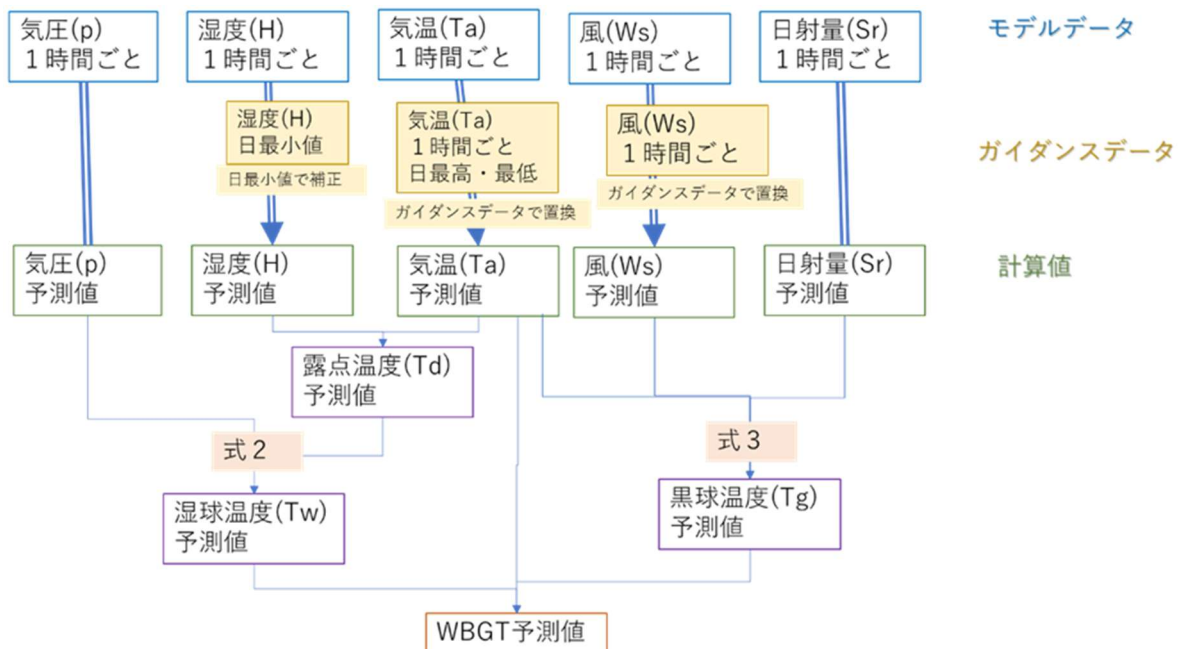 気圧(p)
１時間ごと
湿度(H)
１時間ごと
気温(Ta)
１時間ごと
風(Ws)
１時間ごと
日射量(Sr)
１時間ごと
モデルデータ
湿度(H)
日最小値
日最小値で補正
気温(Ta)
１時間ごと
日最高・最低
ガイダンスデータで置換
風(Ws)
１時間ごと
ガイダンスデータで置換
ガイダンスデータ
気圧(p)
予測値
湿度(H)
予測値
気温(Ta)
予測値
風(Ws)
予測値
日射量(Sr)
予測値
計算値
露点温度(Td)
予測値
式２
式３
湿球温度(Tw)
予測値
黒球温度(Tg)
予測値
WBGT予測値